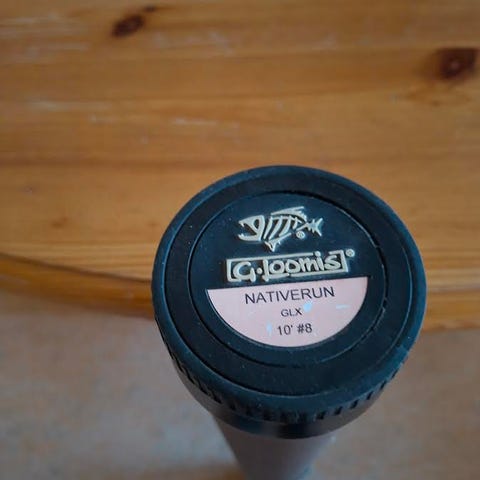 G.Loomis®
NATIVERUN
GLX
10' #8